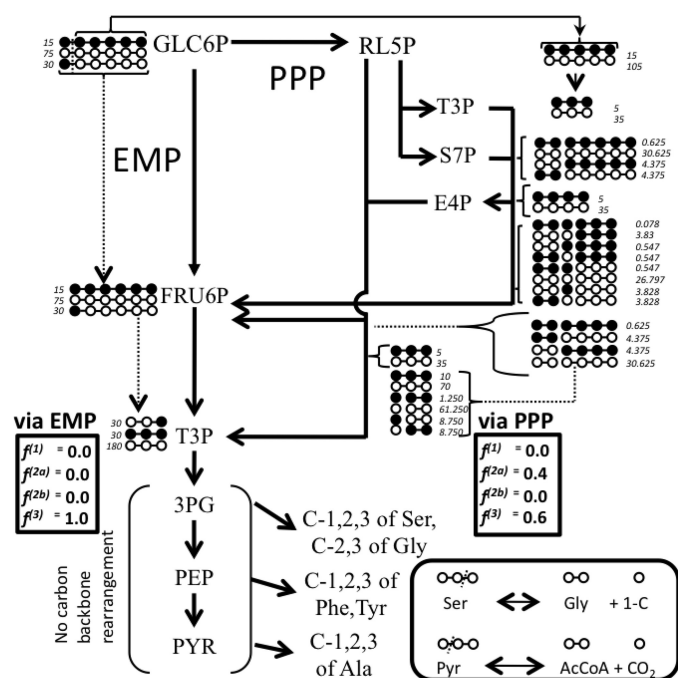 15
75
30
GLC6P
RL5P
15
105
PPP
5
35
T3P
S7P
0.625
30.625
4.375
4.375
EMP
E4P
5
35
0.078
3.83
0.547
0.547
0.547
26.797
3.828
3.828
15
75
30
FRU6P
0.625
4.375
4.375
30.625
5
35
10
70
1.250
61.250
8.750
8.750
30
30
180
T3P
via EMP
f(1) = 0.0
f(2a) = 0.0
f(2b) = 0.0
f(3) = 1.0
via PPP
f(1) = 0.0
f(2a) = 0.4
f(2b) = 0.0
f(3) = 0.6
No carbon
backbone
rearrangement
3PG
PEP
PYR
C-1,2,3 of Ser,
C-2,3 of Gly
C-1,2,3 of
Phe,Tyr
C-1,2,3
of Ala
Ser Gly + 1-C
Pyr AcCoA + CO2